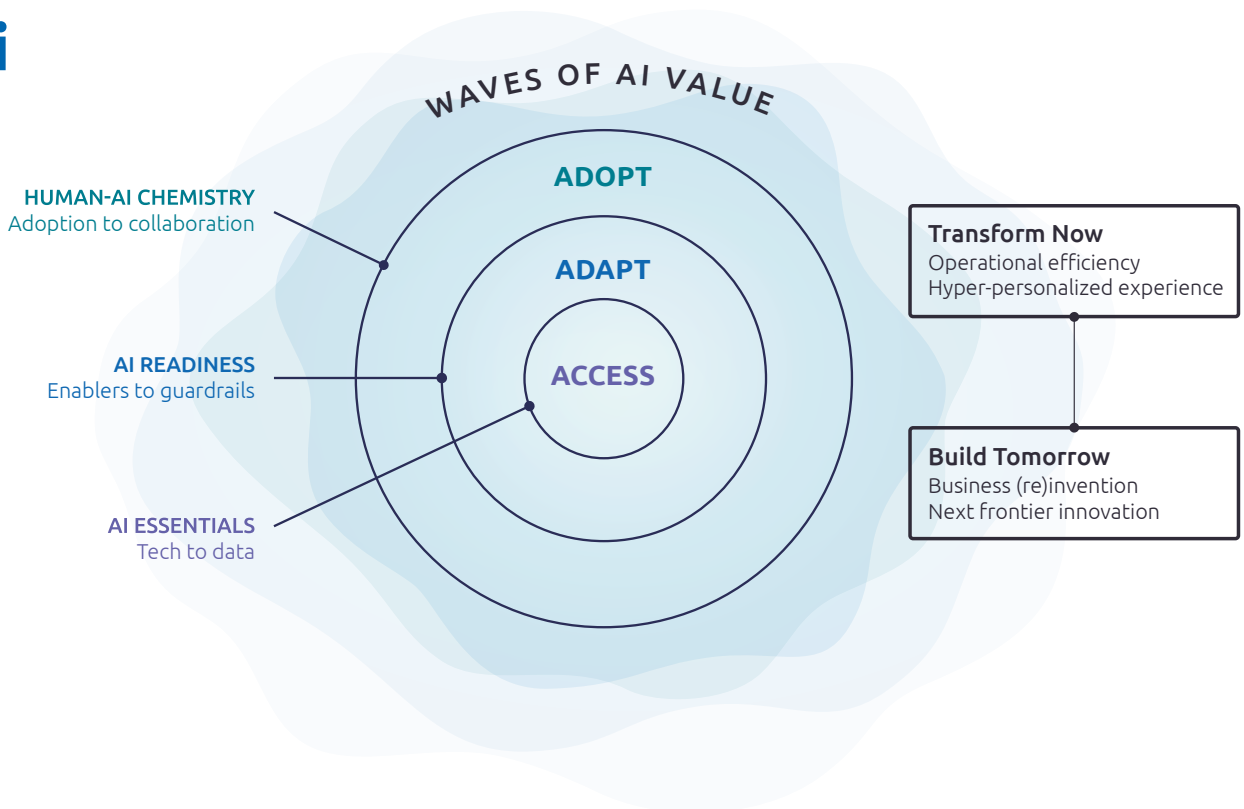 i
WAVES OF AI VALUE
ADOPT
ADAPT
ACCESS
HUMAN-AI CHEMISTRY
Adoption to collaboration
AI READINESS
Enablers to guardrails
AI ESSENTIALS
Tech to data
Transform Now
Operational efficiency
Hyper-personalized experience
Build Tomorrow
Business (re)invention
Next frontier innovation